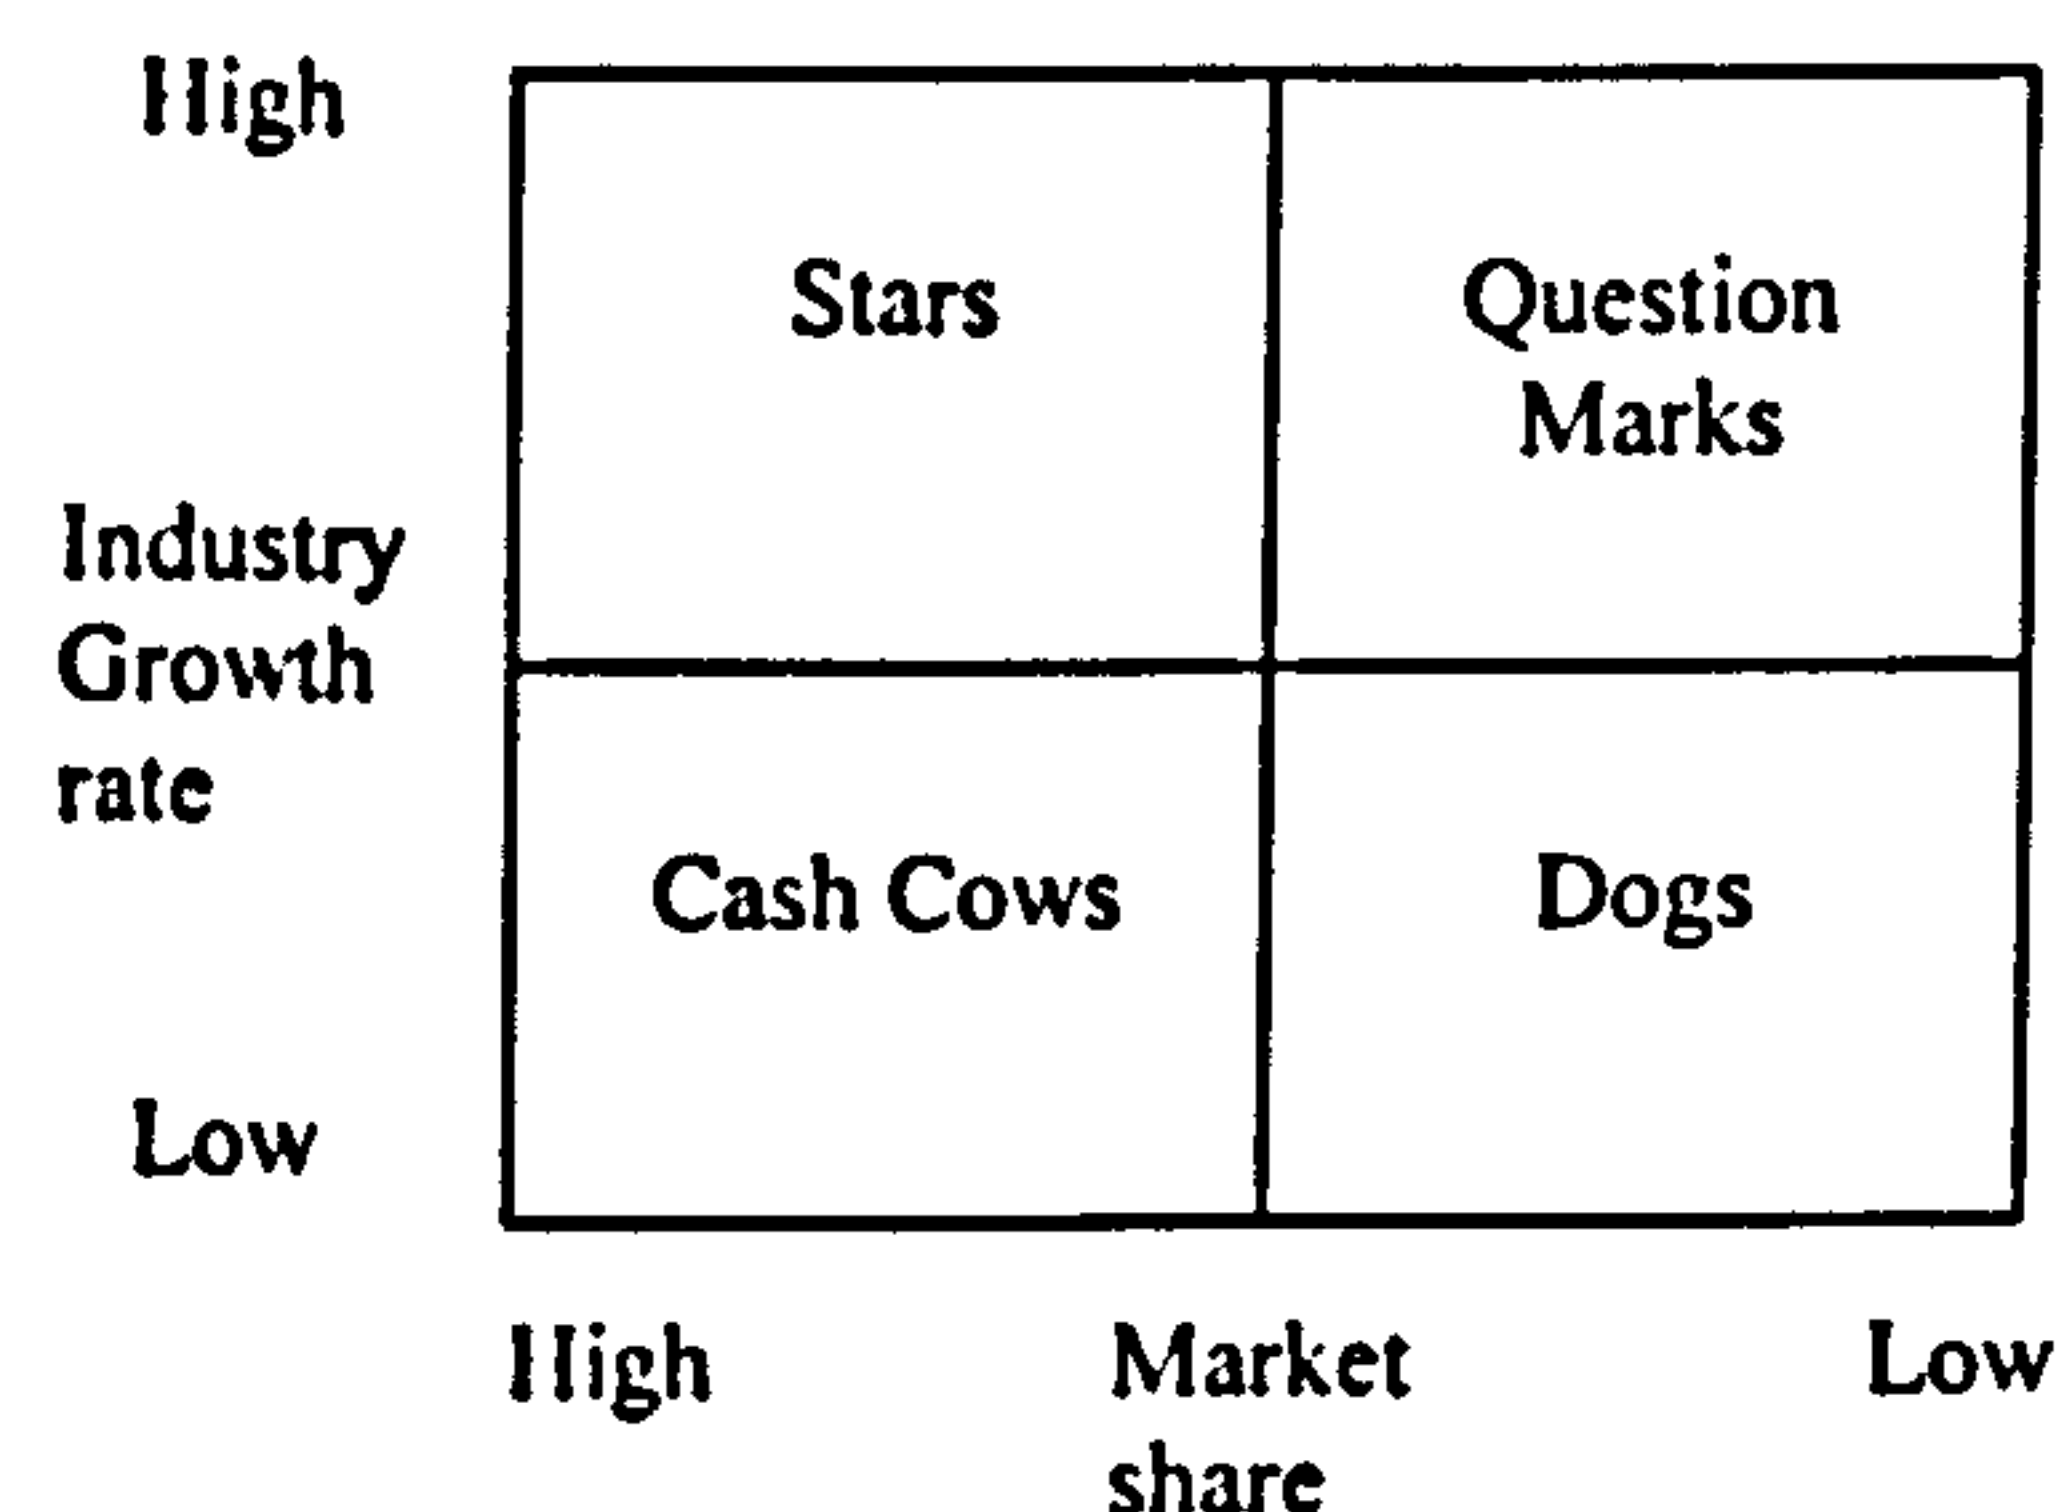 High
Stars
Question
Marks
Industry
Growth
rate
Cash Cows
Dogs
Low
High
Market
Low
share